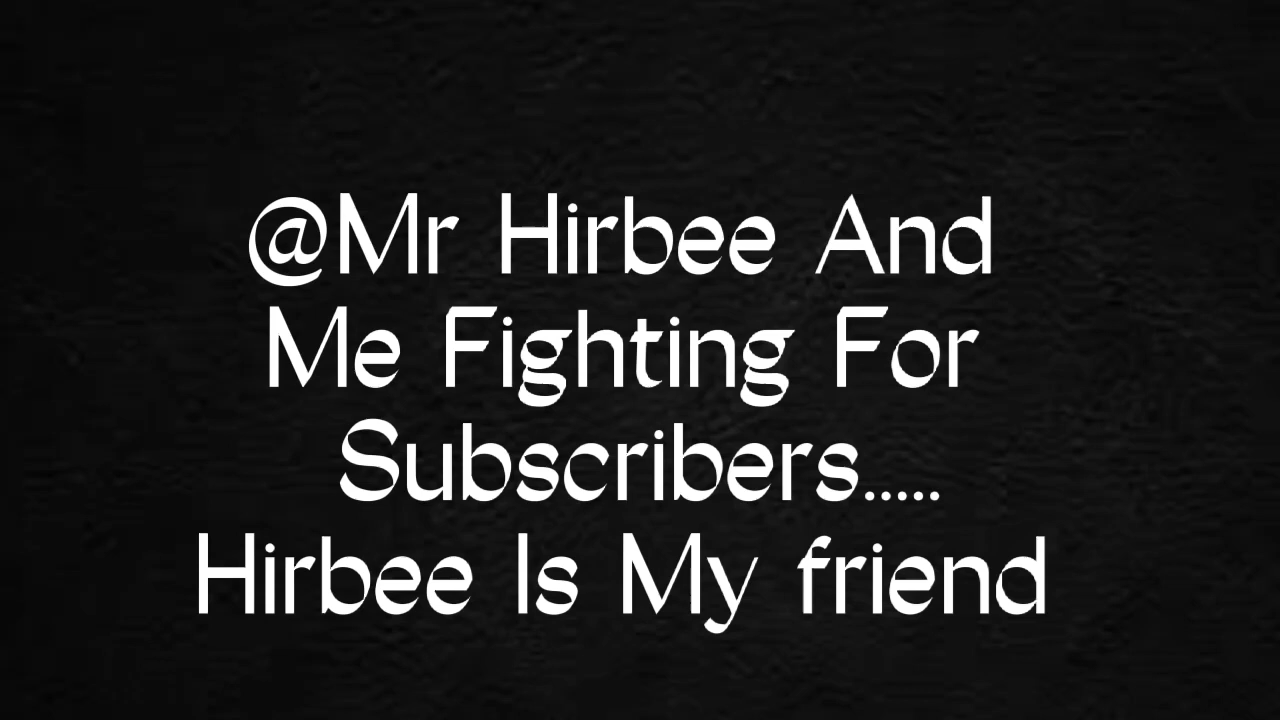 @Mr Hirbee And
Me Fighting For
Subscribers.....
Hirbee Is My friend